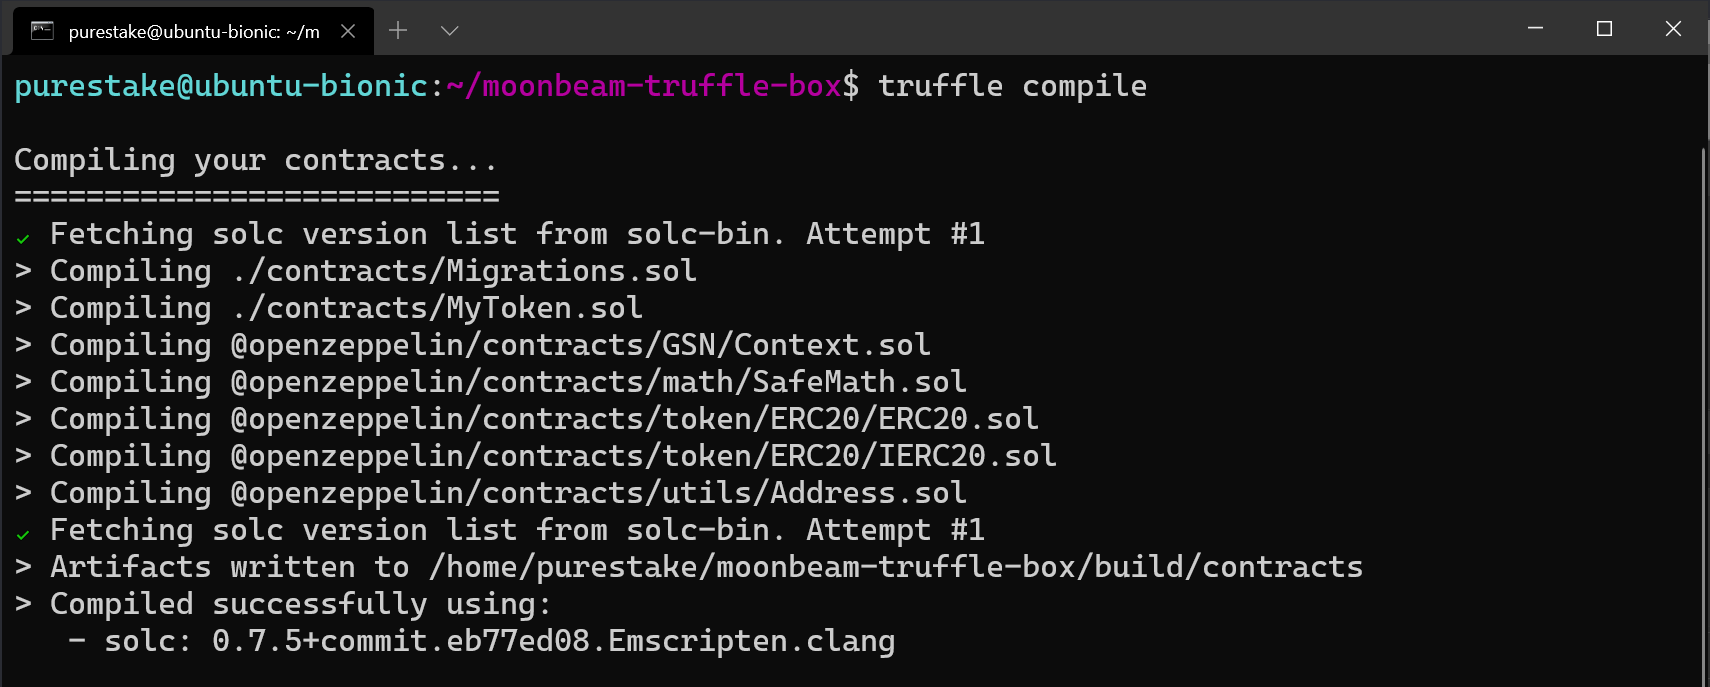 purestake@ubuntu-bionic: ~/m
purestake@ubuntu-bionic:~/moonbeam-truffle-box$ truffle compile
Compiling your contracts...
===========================
✓ Fetching solc version list from solc-bin. Attempt #1
> Compiling ./contracts/Migrations.sol
> Compiling ./contracts/MyToken.sol
> Compiling @openzeppelin/contracts/GSN/Context.sol
> Compiling @openzeppelin/contracts/math/SafeMath.sol
> Compiling @openzeppelin/contracts/token/ERC20/ERC20.sol
> Compiling @openzeppelin/contracts/token/ERC20/IERC20.sol
> Compiling @openzeppelin/contracts/utils/Address.sol
✓ Fetching solc version list from solc-bin. Attempt #1
> Artifacts written to /home/purestake/moonbeam-truffle-box/build/contracts
> Compiled successfully using:
   - solc: 0.7.5+commit.eb77ed08.Emscripten.clang